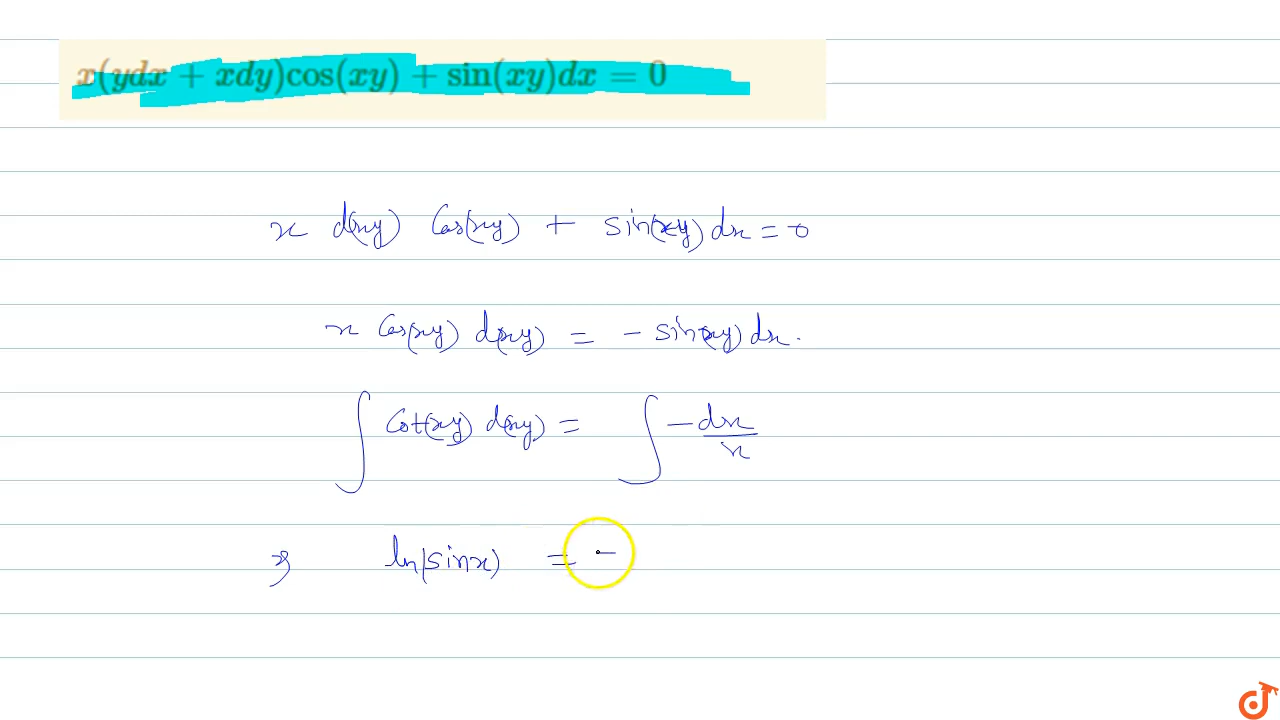 x(ydx + xdy)cos(xy) + sin(xy)dx = 0
x d(xy) Cos(xy) + sin(xy) dx = 0
x Cos(xy) d(xy) = - sin(xy) dx.
∫ Cot(xy) d(xy) = ∫ -dx/x
⇒ ln(sinx) = -